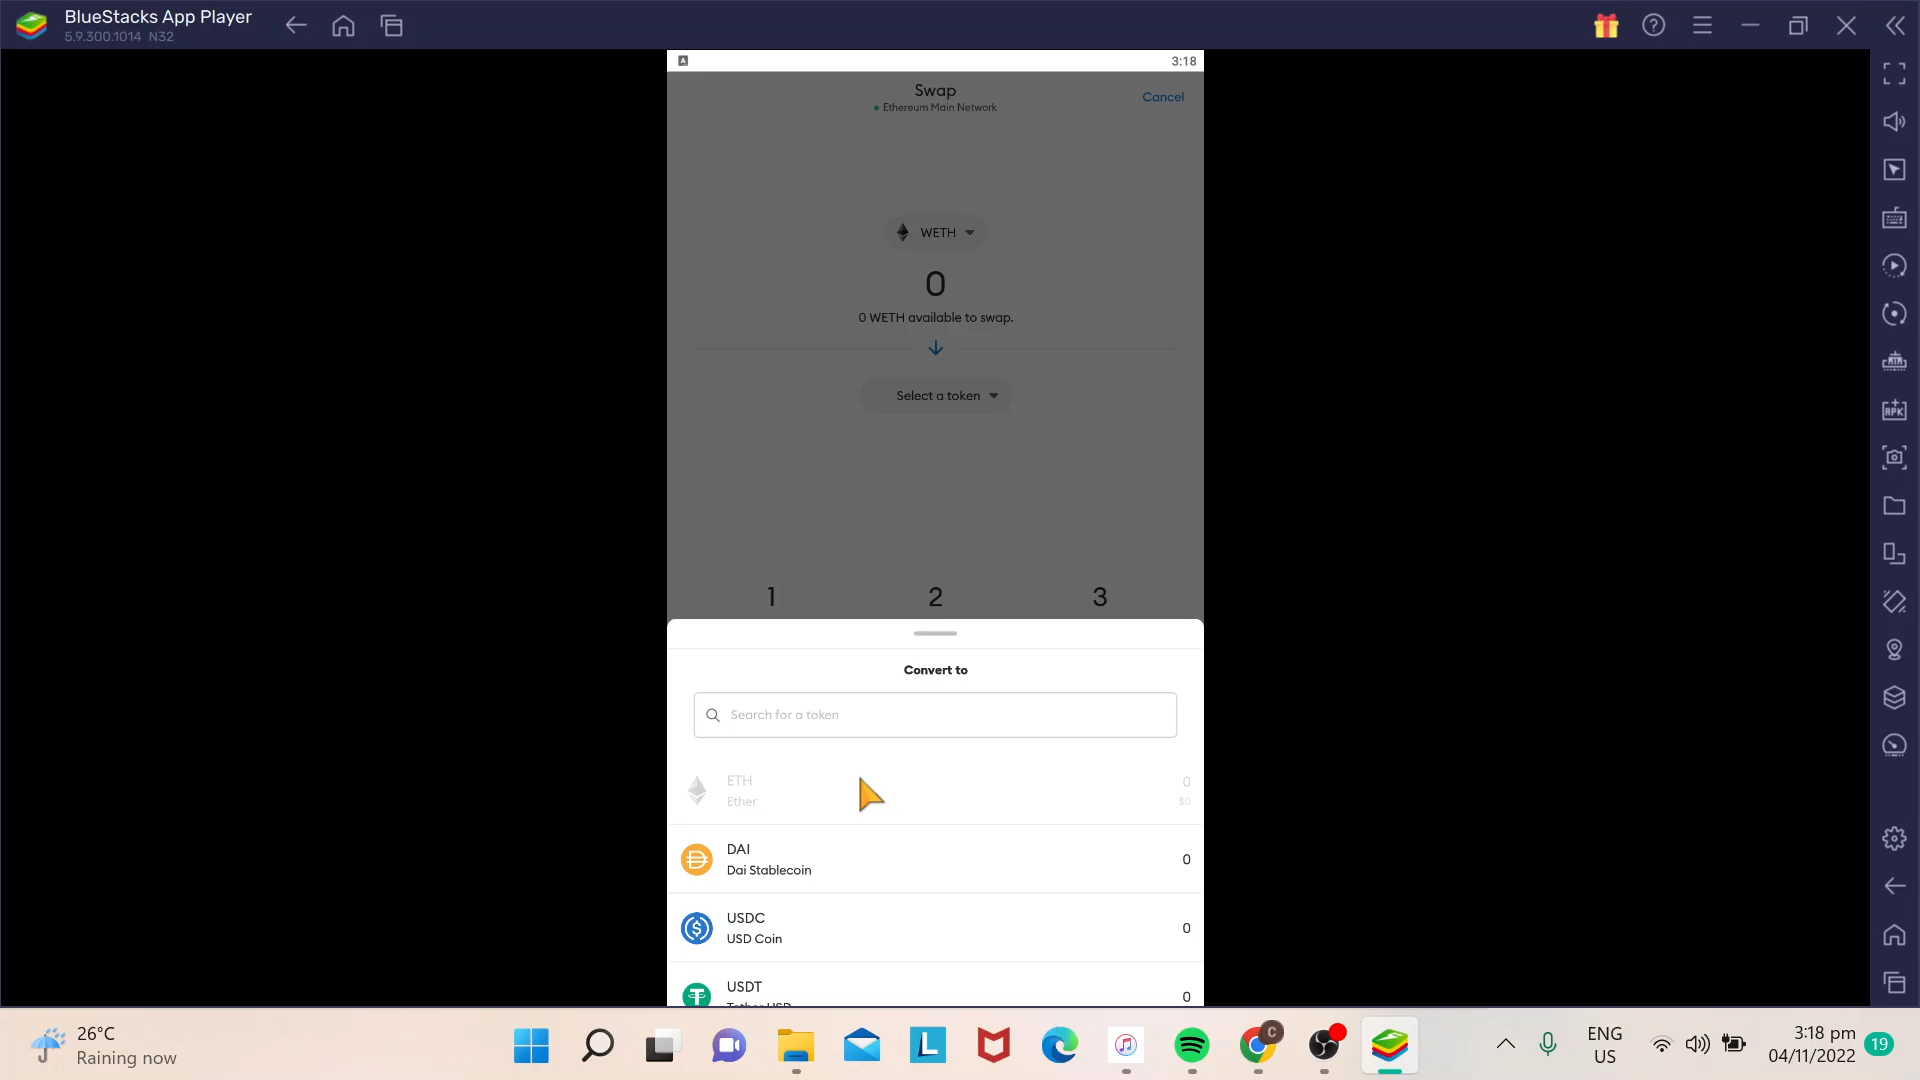 BlueStacks App Player
5.9.300.1014 N32
A
3:18
Swap
Ethereum Main Network
Cancel
WETH
0
0 WETH available to swap.
Select a token
1 2 3
Convert to
Search for a token
ETH
Ether
0
$0
DAI
Dai Stablecoin
0
USDC
USD Coin
0
USDT
Tether USD
0
APK
26°C
Raining now
L
C
ENG
US
3:18 pm
04/11/2022
19